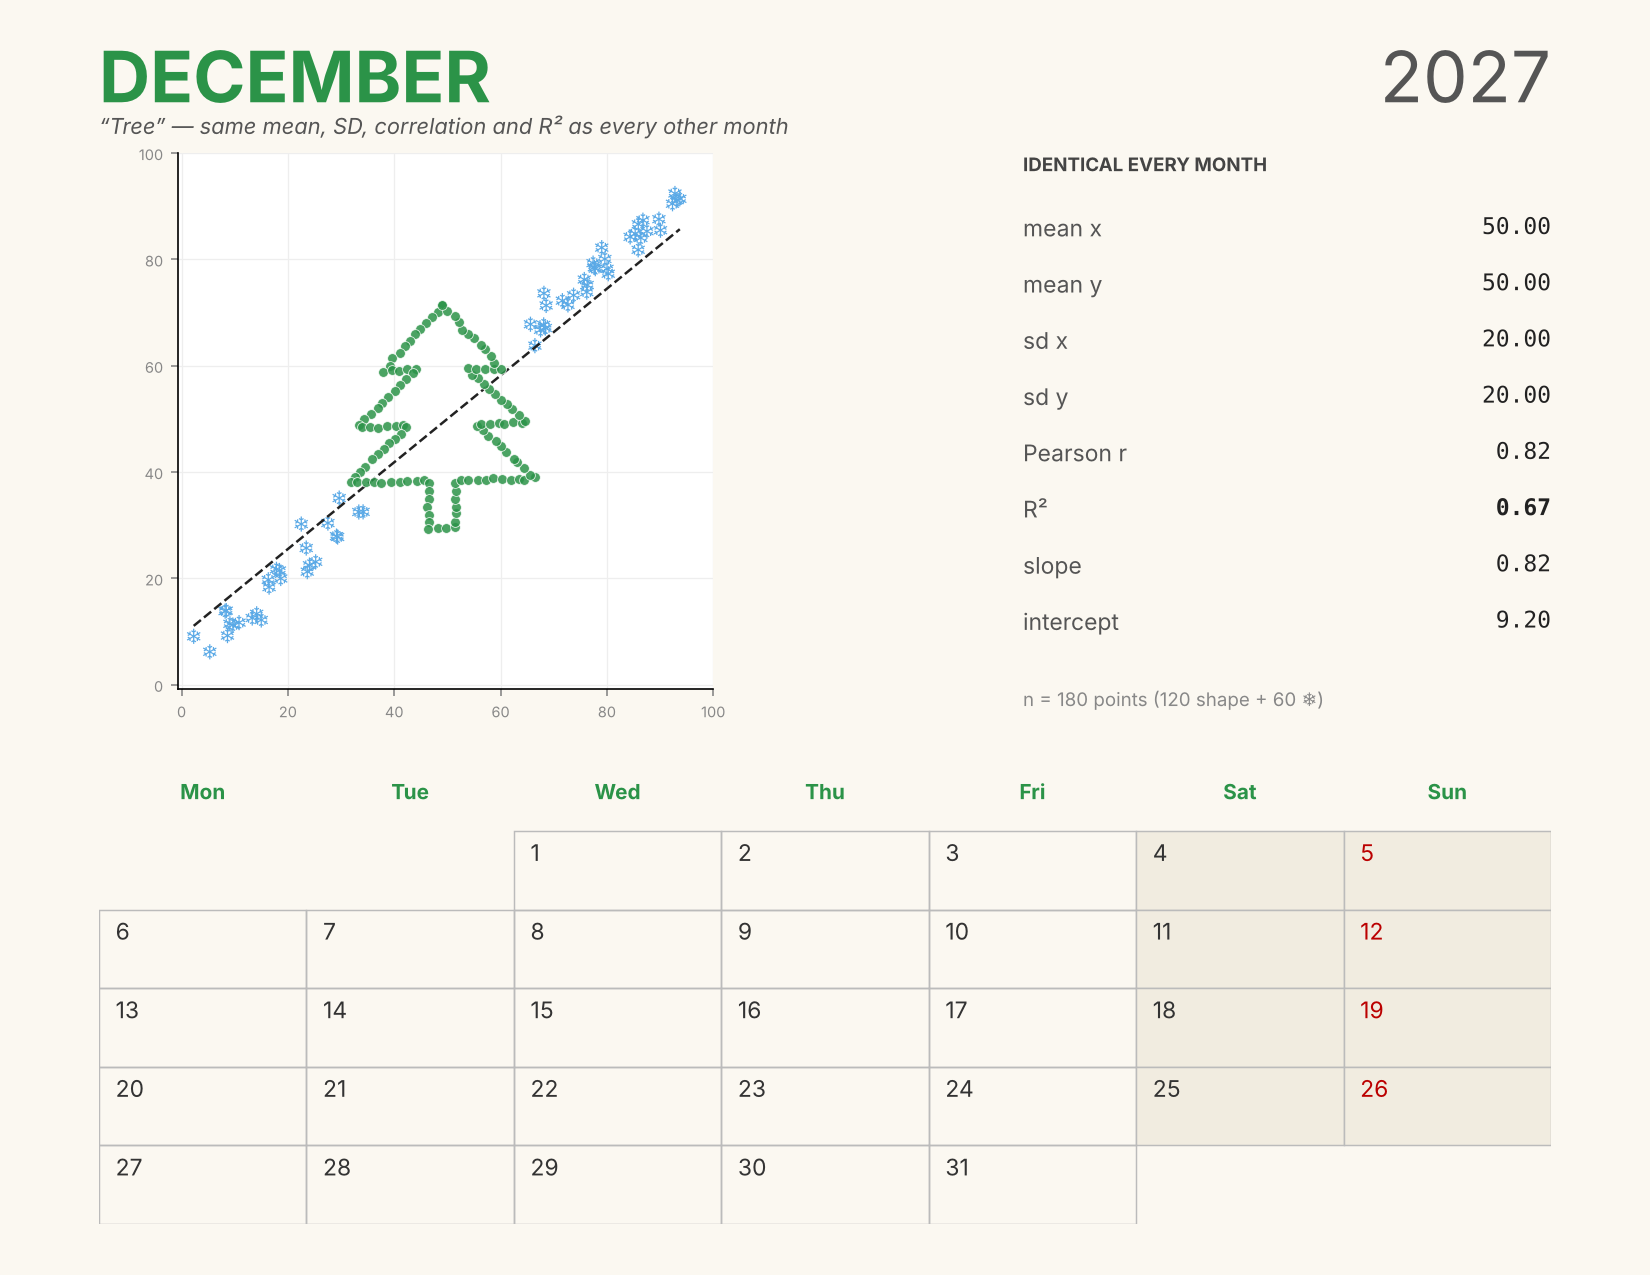 DECEMBER 2027
“Tree” — same mean, SD, correlation and R² as every other month
100
80
60
40
20
0
0 20 40 60 80 100
IDENTICAL EVERY MONTH
mean x 50.00
mean y 50.00
sd x 20.00
sd y 20.00
Pearson r 0.82
R² 0.67
slope 0.82
intercept 9.20
n = 180 points (120 shape + 60 ❄)
Mon Tue Wed Thu Fri Sat Sun
1 2 3 4 5
6 7 8 9 10 11 12
13 14 15 16 17 18 19
20 21 22 23 24 25 26
27 28 29 30 31